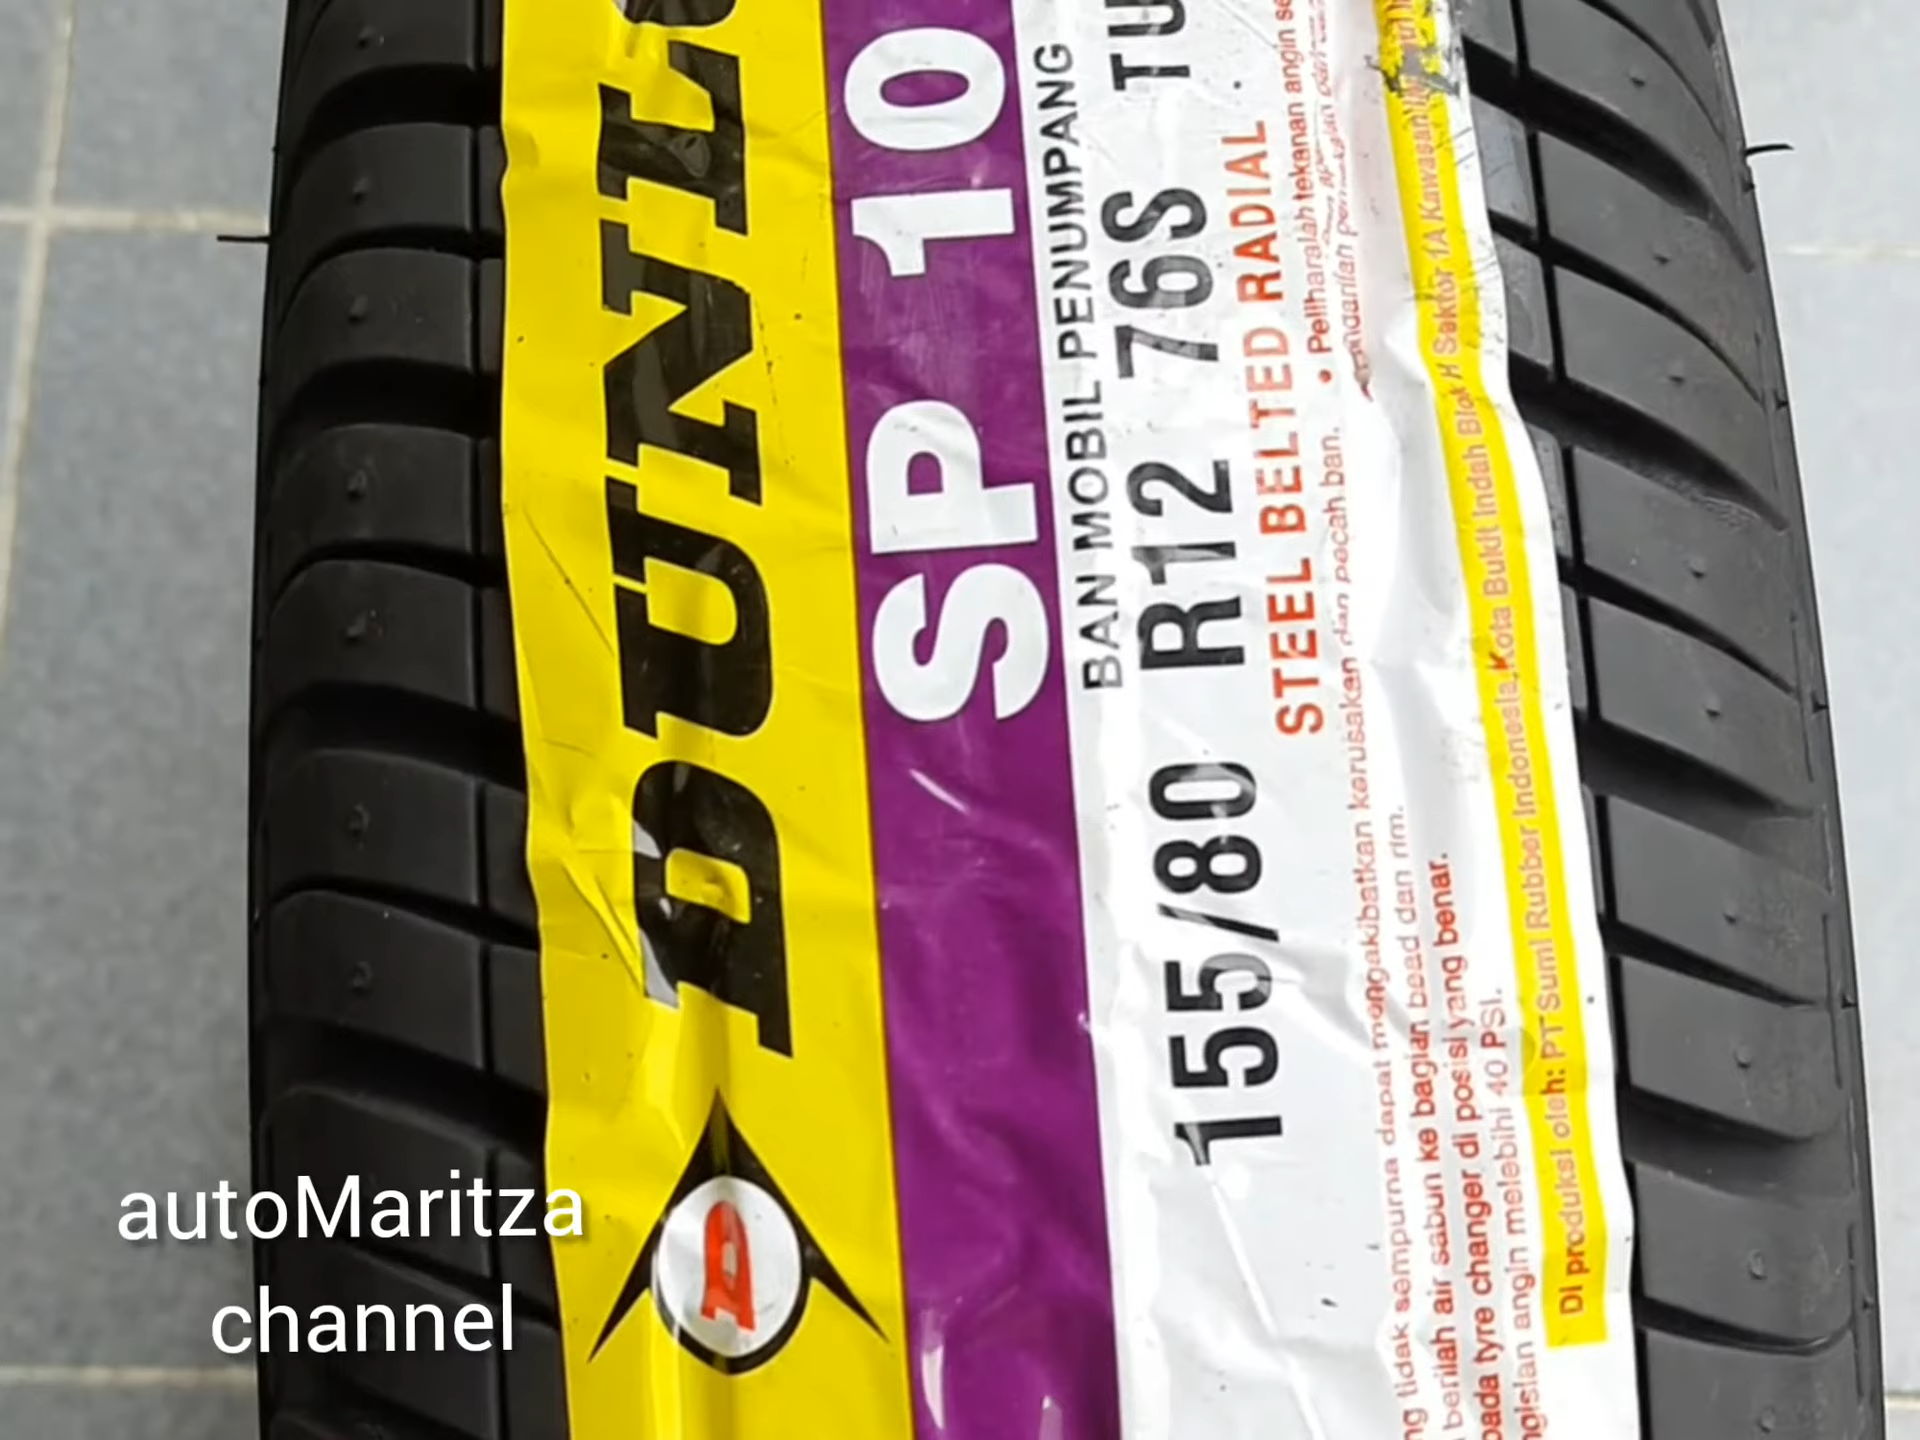 DUNL
SP 10
BAN MOBIL PENUMPANG
155/80 R12 76S TU
STEEL BELTED RADIAL
• Peliharalah tekanan angin
tidak sempurna dapat mengakibatkan kerusakan dan pecah ban.
berilah air sabun ke bagian bead dan rim.
pada tyre changer di posisi yang benar.
angin melebihi 40 PSI.
Di produksi oleh: PT Sumi Rubber Indonesia, Kota Bukit Indah Blok H Sektor 1A Kawasan
D
autoMaritza
channel